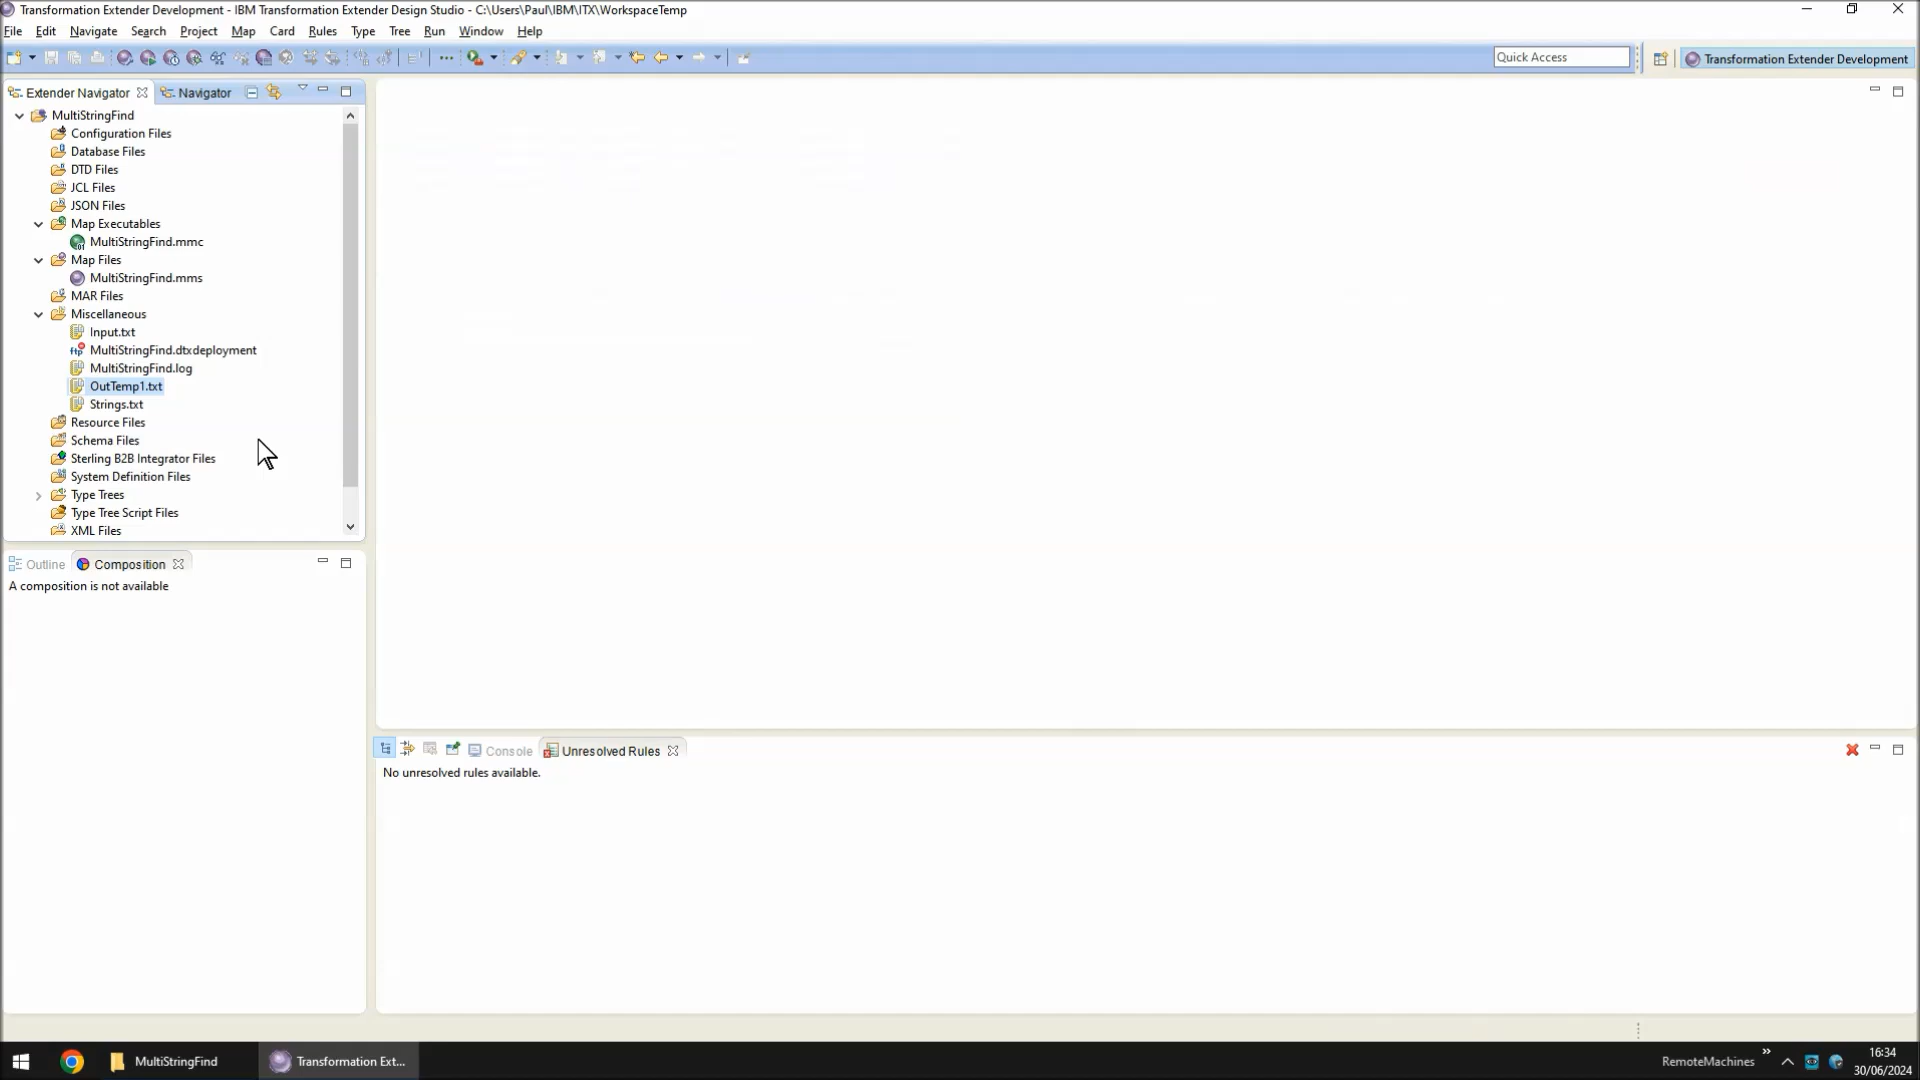 Transformation Extender Development - IBM Transformation Extender Design Studio - C:\Users\Paul\IBM\ITX\WorkspaceTemp
File Edit Navigate Search Project Map Card Rules Type Tree Run Window Help
Quick Access
Transformation Extender Development
Extender Navigator
Navigator
MultiStringFind
Configuration Files
Database Files
DTD Files
JCL Files
JSON Files
Map Executables
MultiStringFind.mmc
Map Files
MultiStringFind.mms
MAR Files
Miscellaneous
Input.txt
MultiStringFind.dtxdeployment
MultiStringFind.log
OutTemp1.txt
Strings.txt
Resource Files
Schema Files
Sterling B2B Integrator Files
System Definition Files
Type Trees
Type Tree Script Files
XML Files
Outline
Composition
A composition is not available
Console
Unresolved Rules
No unresolved rules available.
MultiStringFind
Transformation Ext...
RemoteMachines
16:34
30/06/2024